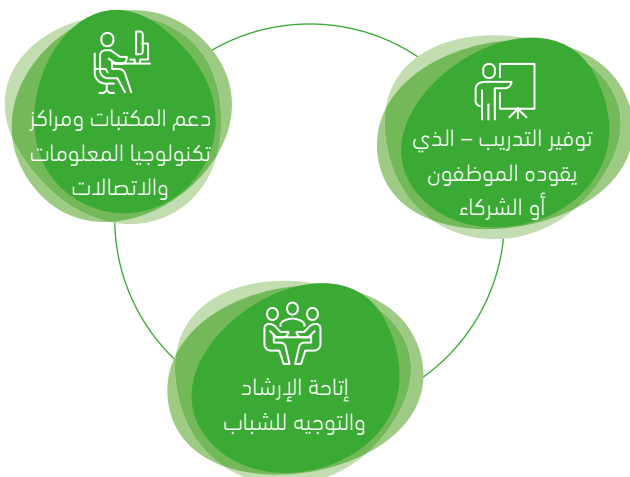 توفير التدريب – الذي
يقوده الموظفون
أو الشركاء
دعم المكتبات ومراكز
تكنولوجيا المعلومات
والاتصالات
إتاحة الإرشاد
والتوجيه للشباب